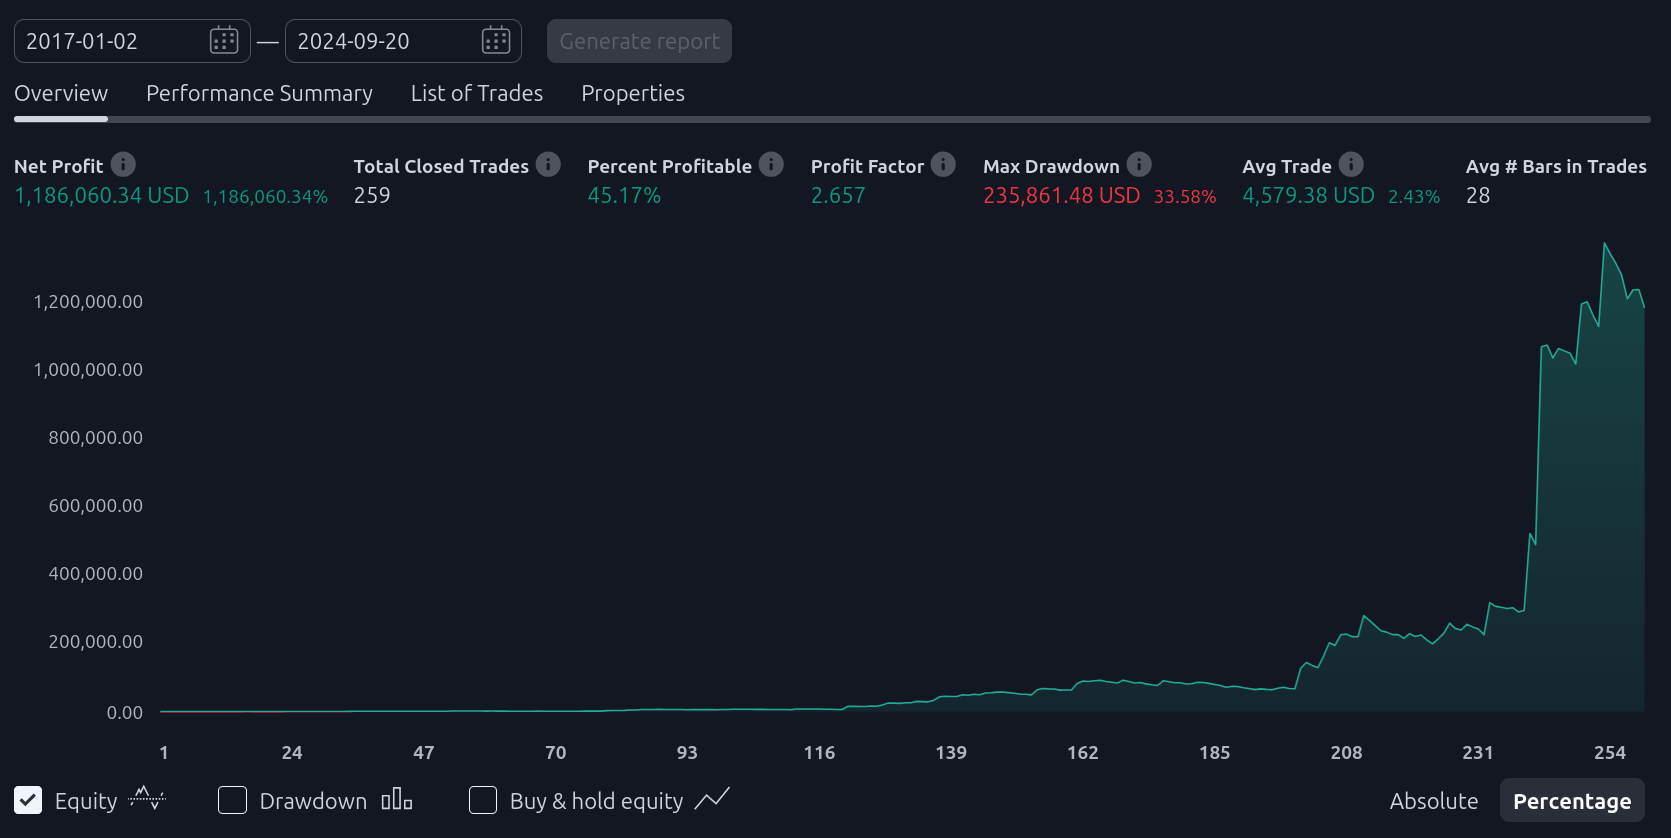 2017-01-02 — 2024-09-20 Generate report
Overview Performance Summary List of Trades Properties
Net Profit Total Closed Trades Percent Profitable Profit Factor Max Drawdown Avg Trade Avg # Bars in Trades
1,186,060.34 USD 1,186,060.34% 259 45.17% 2.657 235,861.48 USD 33.58% 4,579.38 USD 2.43% 28
1,200,000.00
1,000,000.00
800,000.00
600,000.00
400,000.00
200,000.00
0.00
1 24 47 70 93 116 139 162 185 208 231 254
Equity Drawdown Buy & hold equity Absolute Percentage